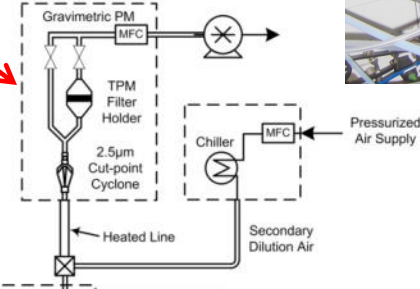 Gravimetric PM
MFC
TPM
Filter
Holder
2.5µm
Cut-point
Cyclone
Chiller
MFC
Pressurized
Air Supply
Heated Line
Secondary
Dilution Air